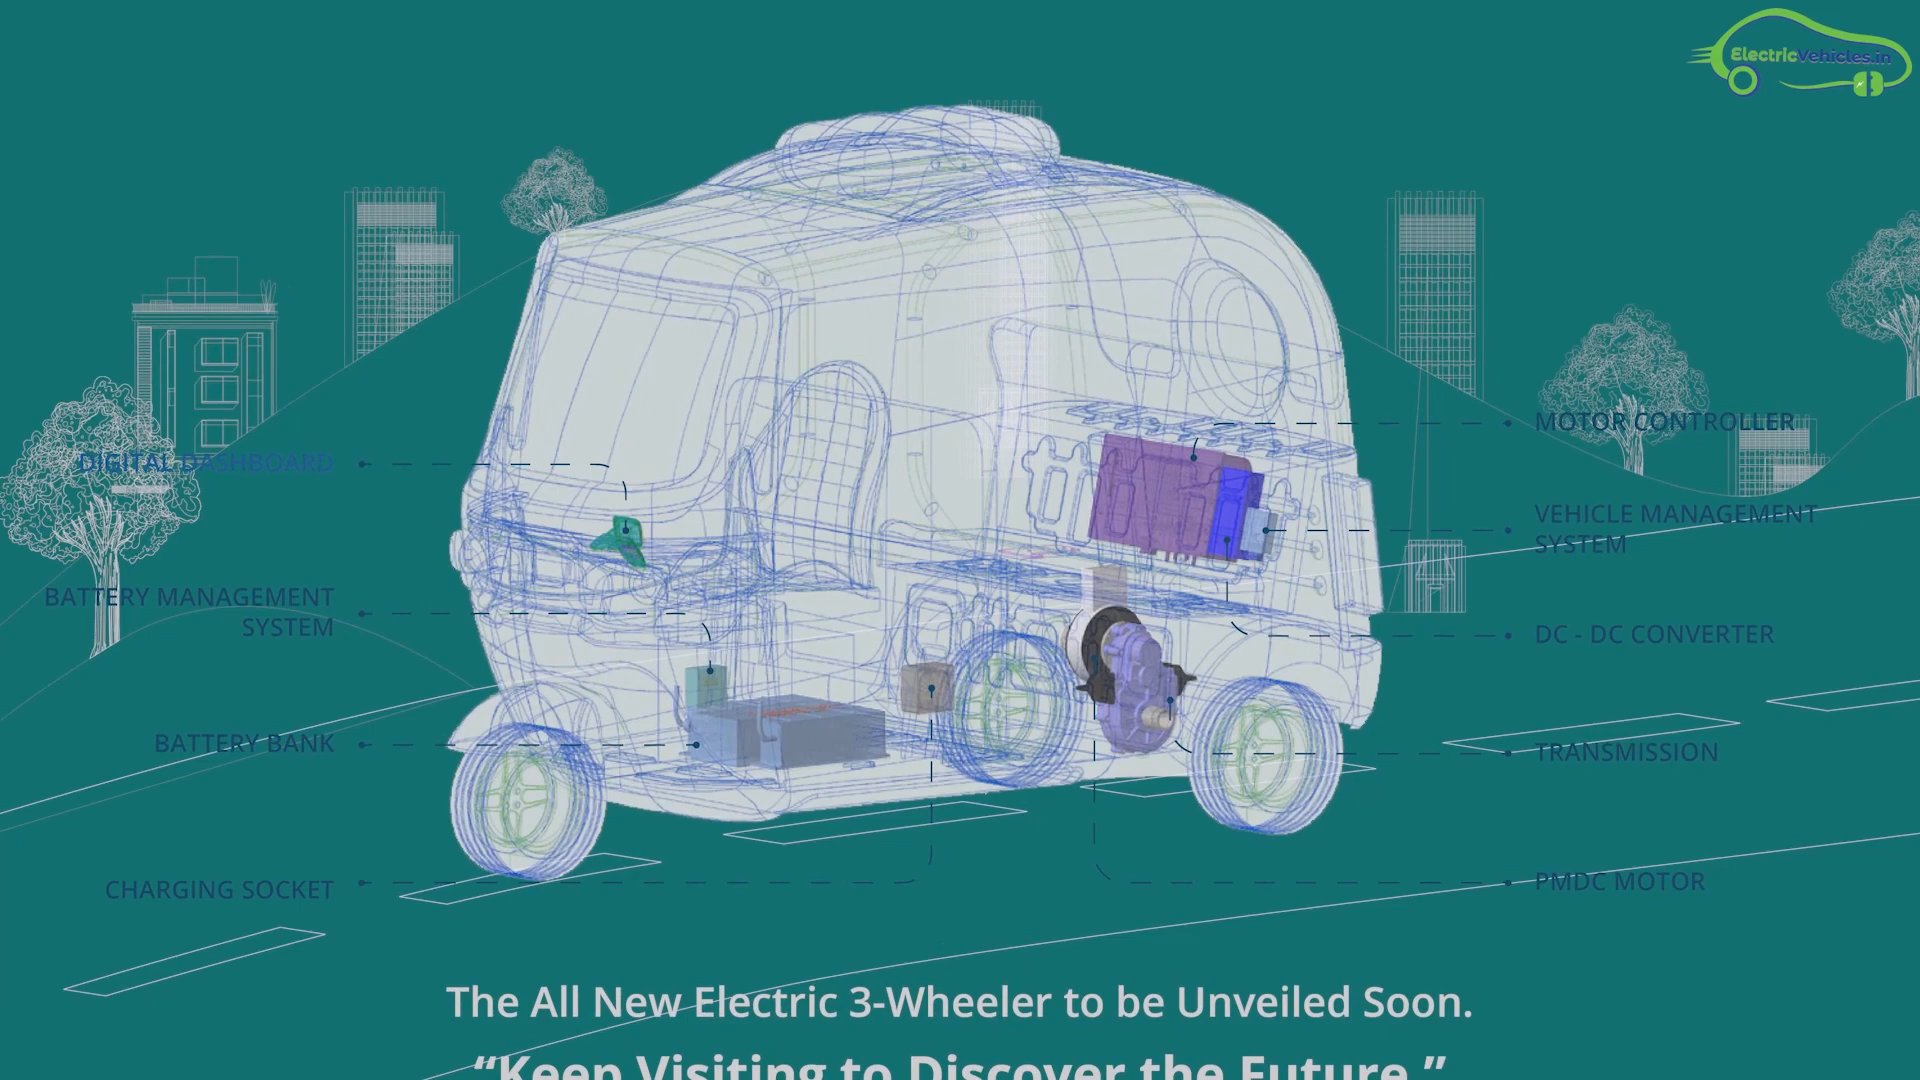 ElectricVehicles.in
MOTOR CONTROLLER
DIGITAL DASHBOARD
VEHICLE MANAGEMENT
SYSTEM
BATTERY MANAGEMENT
SYSTEM
DC - DC CONVERTER
BATTERY BANK
TRANSMISSION
CHARGING SOCKET
PMDC MOTOR
The All New Electric 3-Wheeler to be Unveiled Soon.
“Keep Visiting to Discover the Future.”